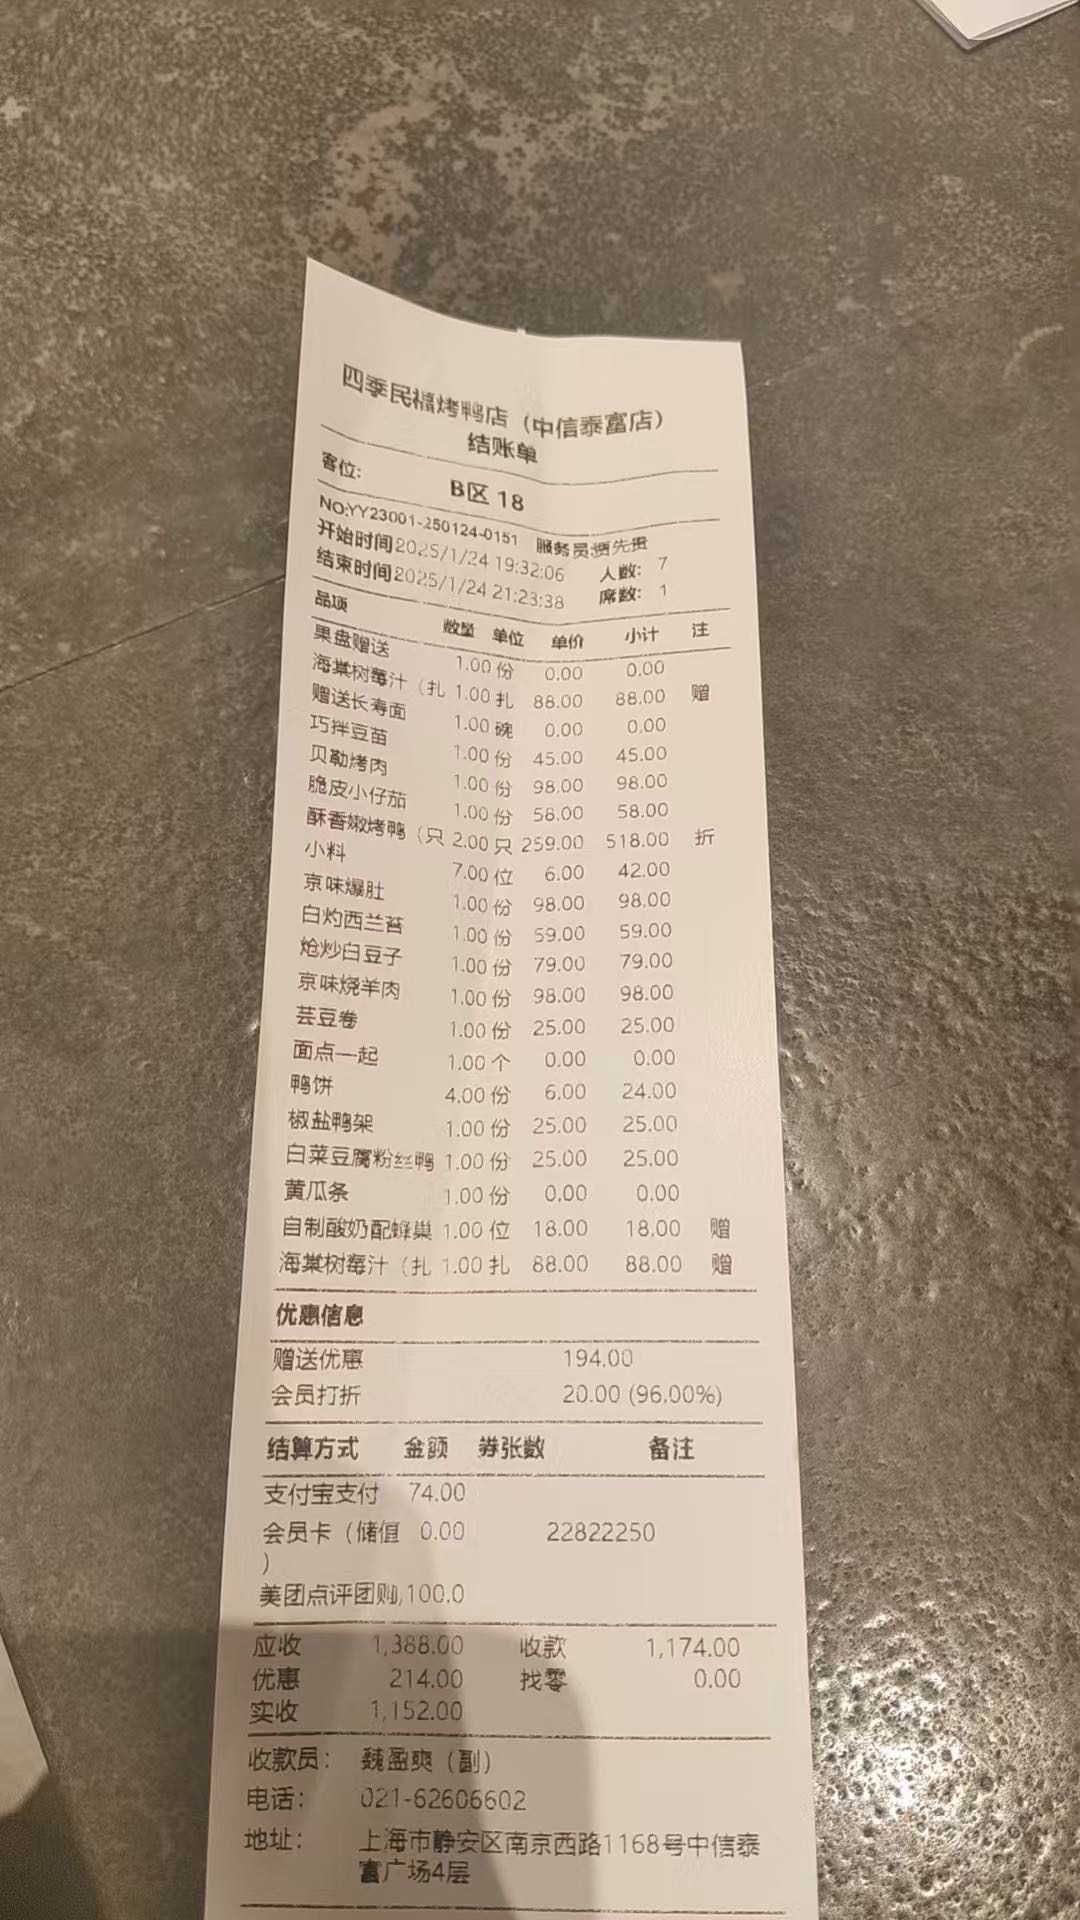 四季民福烤鸭店（中信泰富店）
结账单
客位： B区 18
NO:YY23001-250124-0151 服务员:贾先贵
开始时间2025/1/24 19:32:06 人数： 7
结束时间2025/1/24 21:23:38 席数： 1
品项 数量 单位 单价 小计 注
果盘赠送 1.00 份 0.00 0.00
海棠树莓汁（扎 1.00 扎 88.00 88.00 赠
赠送长寿面 1.00 碗 0.00 0.00
巧拌豆苗 1.00 份 45.00 45.00
贝勒烤肉 1.00 份 98.00 98.00
脆皮小仔茄 1.00 份 58.00 58.00
酥香嫩烤鸭（只 2.00 只 259.00 518.00 折
小料 7.00 位 6.00 42.00
京味爆肚 1.00 份 98.00 98.00
白灼西兰苔 1.00 份 59.00 59.00
炝炒白豆子 1.00 份 79.00 79.00
京味烧羊肉 1.00 份 98.00 98.00
芸豆卷 1.00 份 25.00 25.00
面点一起 1.00 个 0.00 0.00
鸭饼 4.00 份 6.00 24.00
椒盐鸭架 1.00 份 25.00 25.00
白菜豆腐粉丝鸭 1.00 份 25.00 25.00
黄瓜条 1.00 份 0.00 0.00
自制酸奶配蜂巢 1.00 位 18.00 18.00 赠
海棠树莓汁（扎 1.00 扎 88.00 88.00 赠
优惠信息
赠送优惠 194.00
会员打折 20.00 (96.00%)
结算方式 金额 券张数 备注
支付宝支付 74.00
会员卡（储值 0.00 22822250
）
美团点评团购,100.0
应收 1,388.00 收款 1,174.00
优惠 214.00 找零 0.00
实收 1,152.00
收款员： 魏盈爽（副）
电话： 021-62606602
地址： 上海市静安区南京西路1168号中信泰
富广场4层